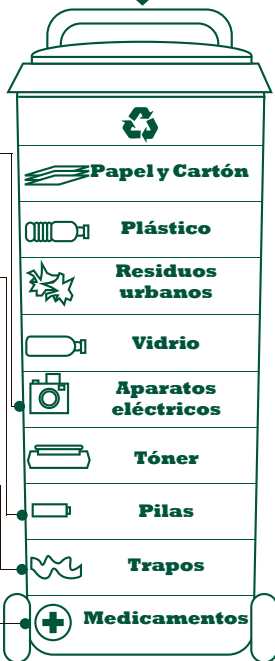 Papel y Cartón
Plástico
Residuos
urbanos
Vidrio
Aparatos
eléctricos
Tóner
Pilas
Trapos
Medicamentos